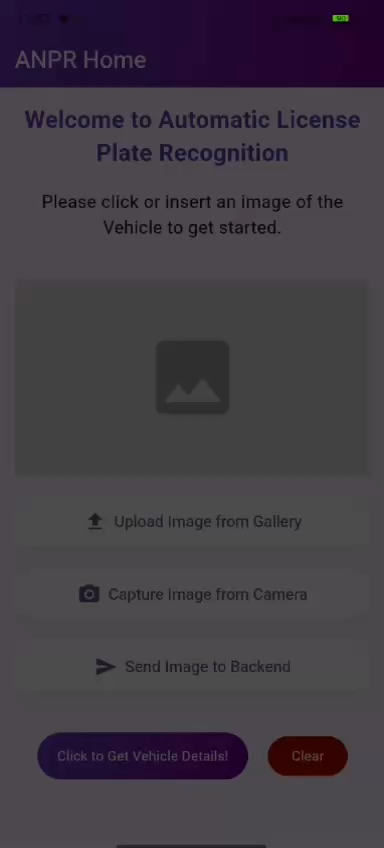 ANPR Home
Welcome to Automatic License
Plate Recognition
Please click or insert an image of the
Vehicle to get started.
Upload Image from Gallery
Capture Image from Camera
Send Image to Backend
Click to Get Vehicle Details!
Clear